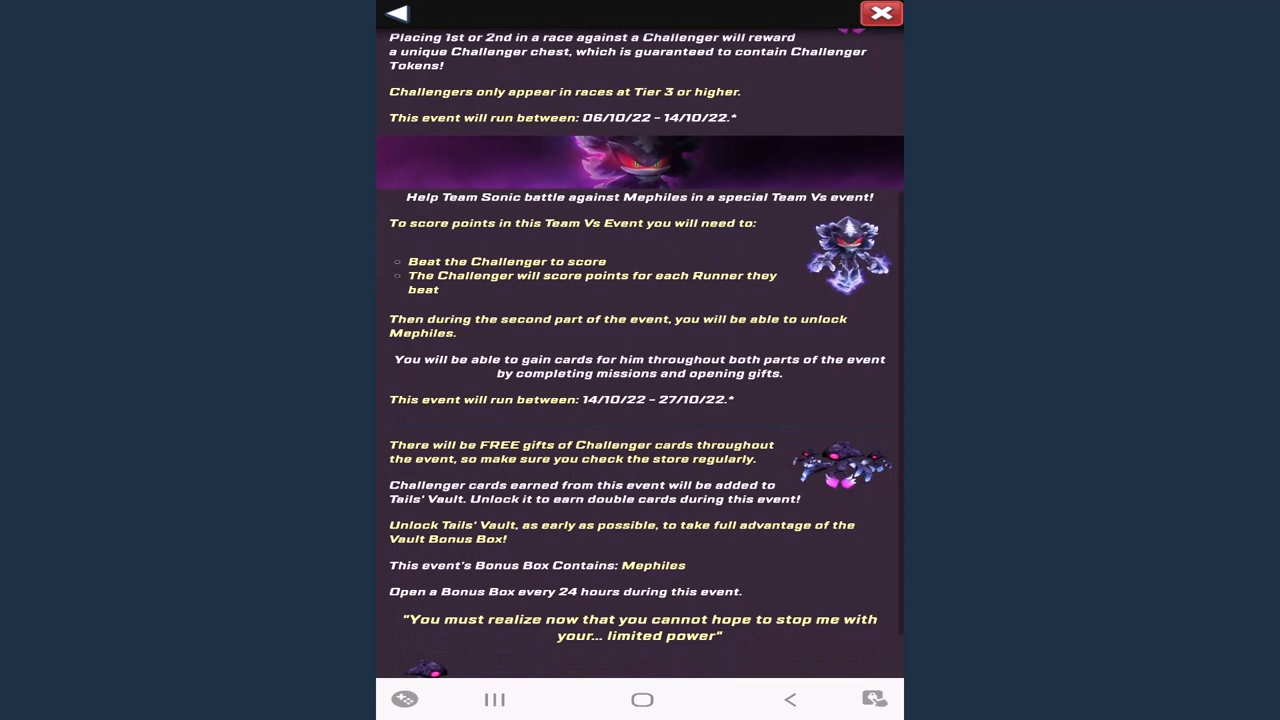 Placing 1st or 2nd in a race against a Challenger will reward
a unique Challenger chest, which is guaranteed to contain Challenger
Tokens!
Challengers only appear in races at Tier 3 or higher.
This event will run between: 06/10/22 - 14/10/22.*
Help Team Sonic battle against Mephiles in a special Team Vs event!
To score points in this Team Vs Event you will need to:
Beat the Challenger to score
The Challenger will score points for each Runner they
beat
Then during the second part of the event, you will be able to unlock
Mephiles.
You will be able to gain cards for him throughout both parts of the event
by completing missions and opening gifts.
This event will run between: 14/10/22 - 27/10/22.*
There will be FREE gifts of Challenger cards throughout
the event, so make sure you check the store regularly.
Challenger cards earned from this event will be added to
Tails' Vault. Unlock it to earn double cards during this event!
Unlock Tails' Vault, as early as possible, to take full advantage of the
Vault Bonus Box!
This event's Bonus Box Contains: Mephiles
Open a Bonus Box every 24 hours during this event.
"You must realize now that you cannot hope to stop me with
your... limited power"